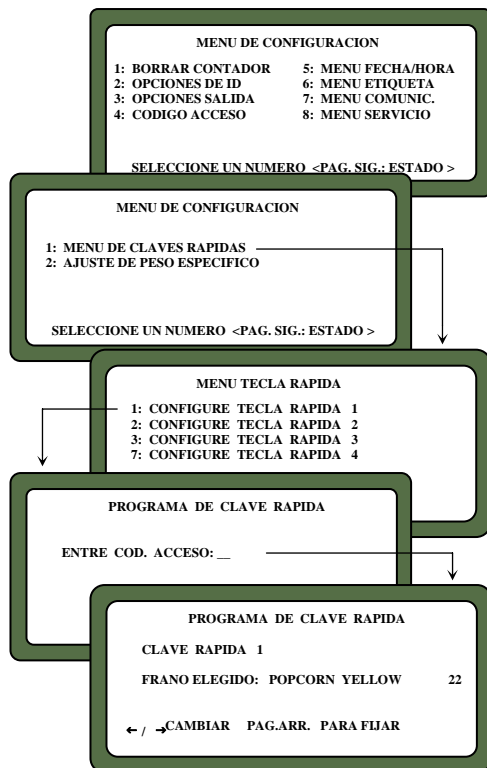 MENU DE CONFIGURACION
1: BORRAR CONTADOR 5: MENU FECHA/HORA
2: OPCIONES DE ID 6: MENU ETIQUETA
3: OPCIONES SALIDA 7: MENU COMUNIC.
4: CODIGO ACCESO 8: MENU SERVICIO
SELECCIONE UN NUMERO <PAG. SIG.: ESTADO >
MENU DE CONFIGURACION
1: MENU DE CLAVES RAPIDAS
2: AJUSTE DE PESO ESPECIFICO
SELECCIONE UN NUMERO <PAG. SIG.: ESTADO >
MENU TECLA RAPIDA
1: CONFIGURE TECLA RAPIDA 1
2: CONFIGURE TECLA RAPIDA 2
3: CONFIGURE TECLA RAPIDA 3
7: CONFIGURE TECLA RAPIDA 4
PROGRAMA DE CLAVE RAPIDA
ENTRE COD. ACCESO: __
PROGRAMA DE CLAVE RAPIDA
CLAVE RAPIDA 1
FRANO ELEGIDO: POPCORN YELLOW 22
← / → CAMBIAR PAG.ARR. PARA FIJAR